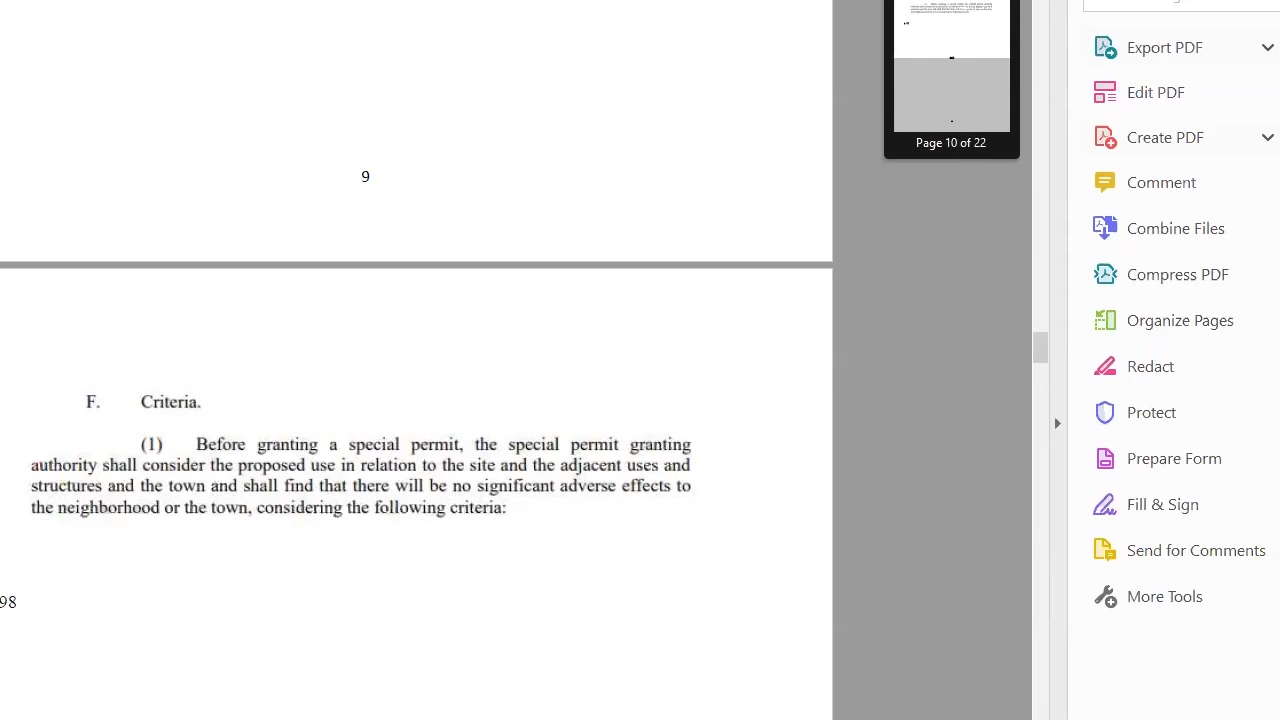 9
F. Criteria.
(1) Before granting a special permit, the special permit granting
authority shall consider the proposed use in relation to the site and the adjacent uses and
structures and the town and shall find that there will be no significant adverse effects to
the neighborhood or the town, considering the following criteria:
98
Page 10 of 22
Export PDF
Edit PDF
Create PDF
Comment
Combine Files
Compress PDF
Organize Pages
Redact
Protect
Prepare Form
Fill & Sign
Send for Comments
More Tools